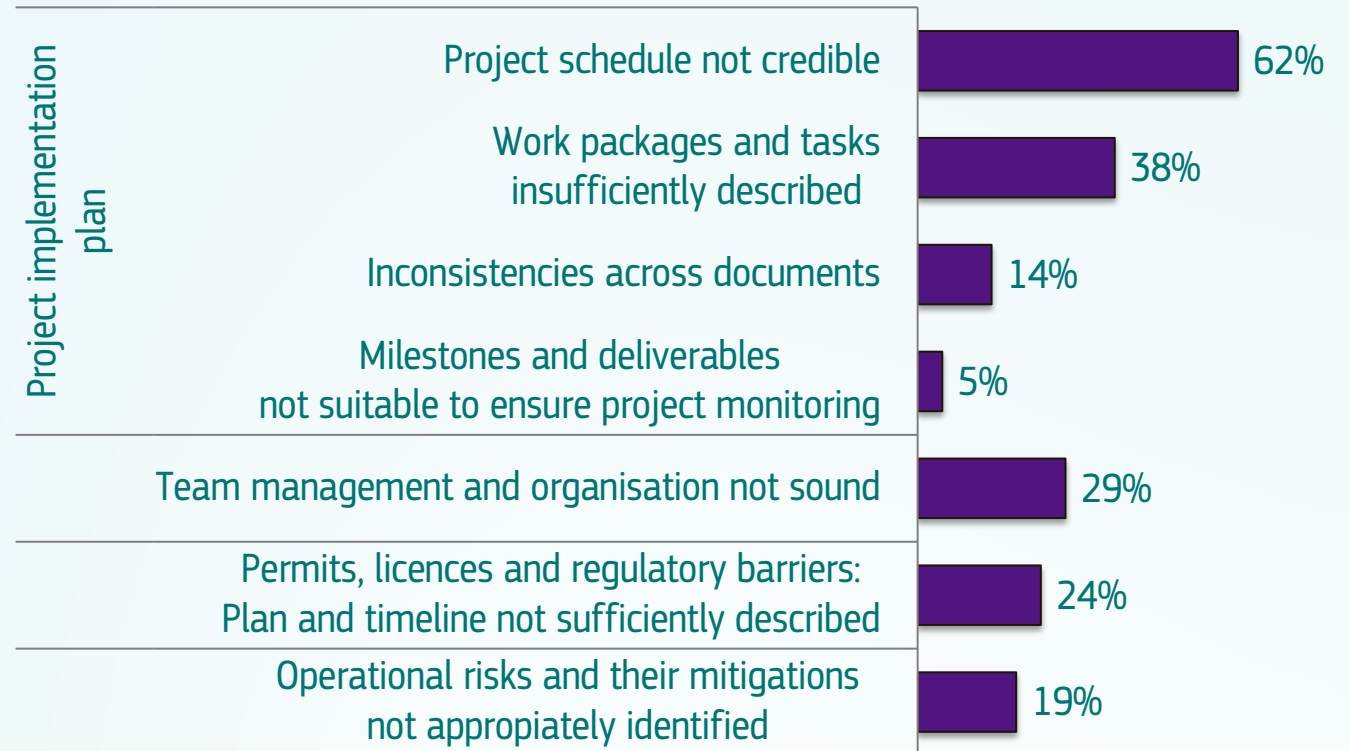 Project implementation
plan
Project schedule not credible
62%
Work packages and tasks
insufficiently described
38%
Inconsistencies across documents
14%
Milestones and deliverables
not suitable to ensure project monitoring
5%
Team management and organisation not sound
29%
Permits, licences and regulatory barriers:
Plan and timeline not sufficiently described
24%
Operational risks and their mitigations
not appropiately identified
19%